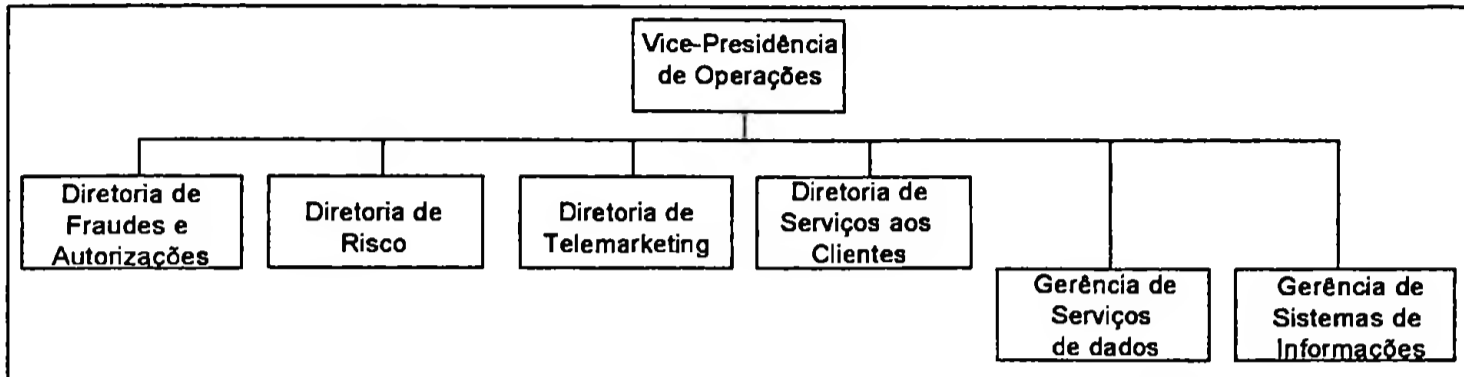 Vice-Presidência
de Operações
Diretoria de
Fraudes e
Autorizações
Diretoria de
Risco
Diretoria de
Telemarketing
Diretoria de
Serviços aos
Clientes
Gerência de
Serviços
de dados
Gerência de
Sistemas de
Informações